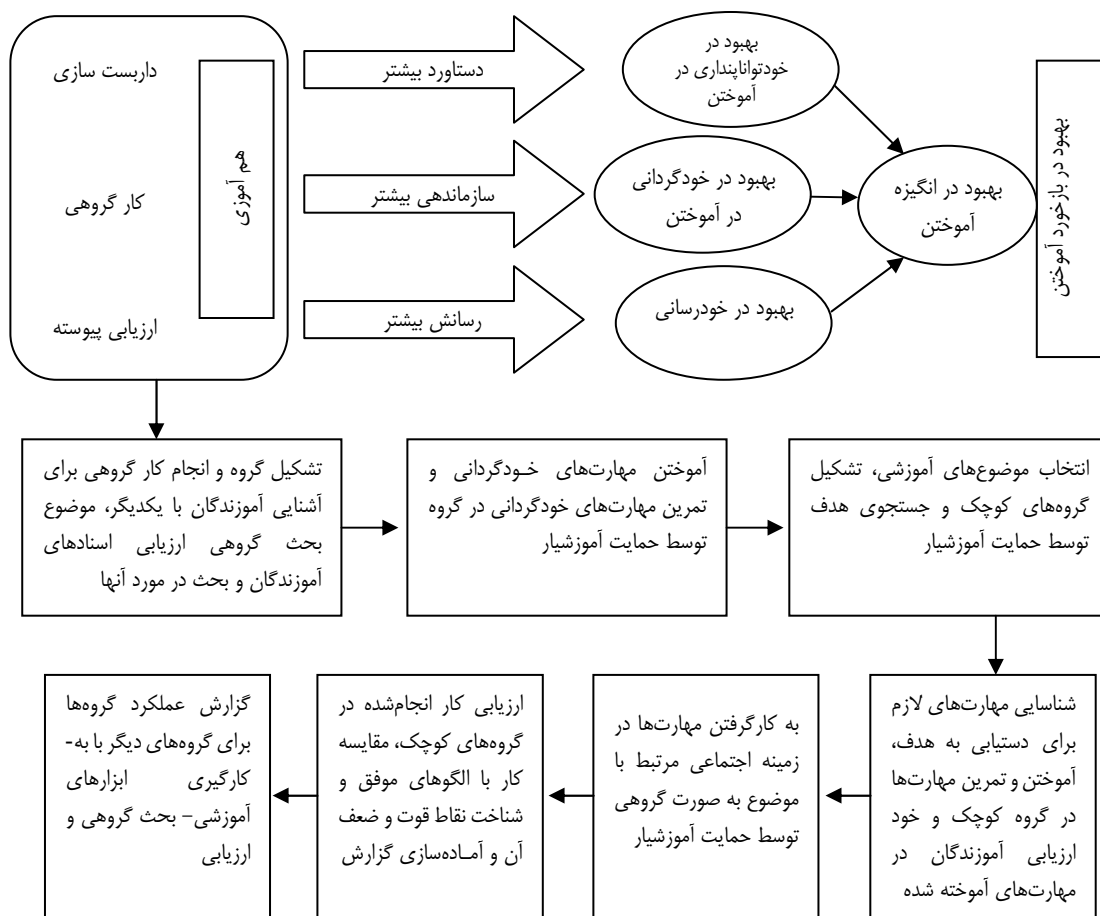 داربست سازی
کار گروهی
ارزیابی پیوسته
هم آموزی
دستاورد بیشتر
سازماندهی بیشتر
رسانش بیشتر
بهبود در
خودتواناپنداری در
آموختن
بهبود در خودگردانی
در آموختن
بهبود در خودرسانی
بهبود در انگیزه
آموختن
بهبود در بازخورد آموختن
تشکیل گروه و انجام کار گروهی برای
آشنایی آموزندگان با یکدیگر، موضوع
بحث گروهی ارزیابی اسنادهای
آموزندگان و بحث در مورد آنها
آموختن مهارت‌های خـودگردانی و
تمرین مهارت‌های خودگردانی در گروه
توسط حمایت آموزشیار
انتخاب موضوع‌های آموزشی، تشکیل
گروه‌های کوچک و جستجوی هدف
توسط حمایت آموزشیار
شناسایی مهارت‌های لازم
برای دستیابی به هدف،
آموختن و تمرین مهارت‌ها
در گروه کوچک و خود
ارزیابی آموزندگان در
مهارت‌های آموخته شده
به کارگرفتن مهارت‌ها در
زمینه اجتماعی مرتبط با
موضوع به صورت گروهی
توسط حمایت آموزشیار
ارزیابی کار انجام‌شده در
گروه‌های کوچک، مقایسه
کار با الگوهای موفق و
شناخت نقاط قوت و ضعف
آن و آمـاده‌سازی گزارش
گزارش عملکرد گروه‌ها
برای گروه‌های دیگر با به-
کارگیری ابزارهای
آموزشی– بحث گروهی و
ارزیابی